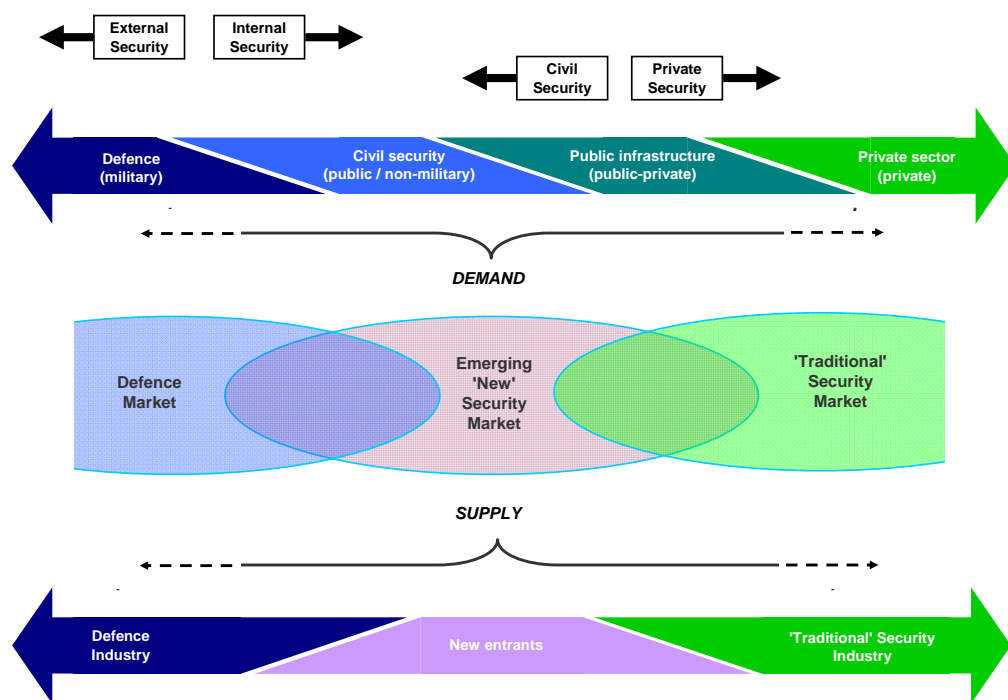 External
Security
Internal
Security
Civil
Security
Private
Security
Defence
(military)
Civil security
(public / non-military)
Public infrastructure
(public-private)
Private sector
(private)
DEMAND
Defence
Market
Emerging
'New'
Security
Market
'Traditional'
Security
Market
SUPPLY
Defence
Industry
New entrants
'Traditional' Security
Industry